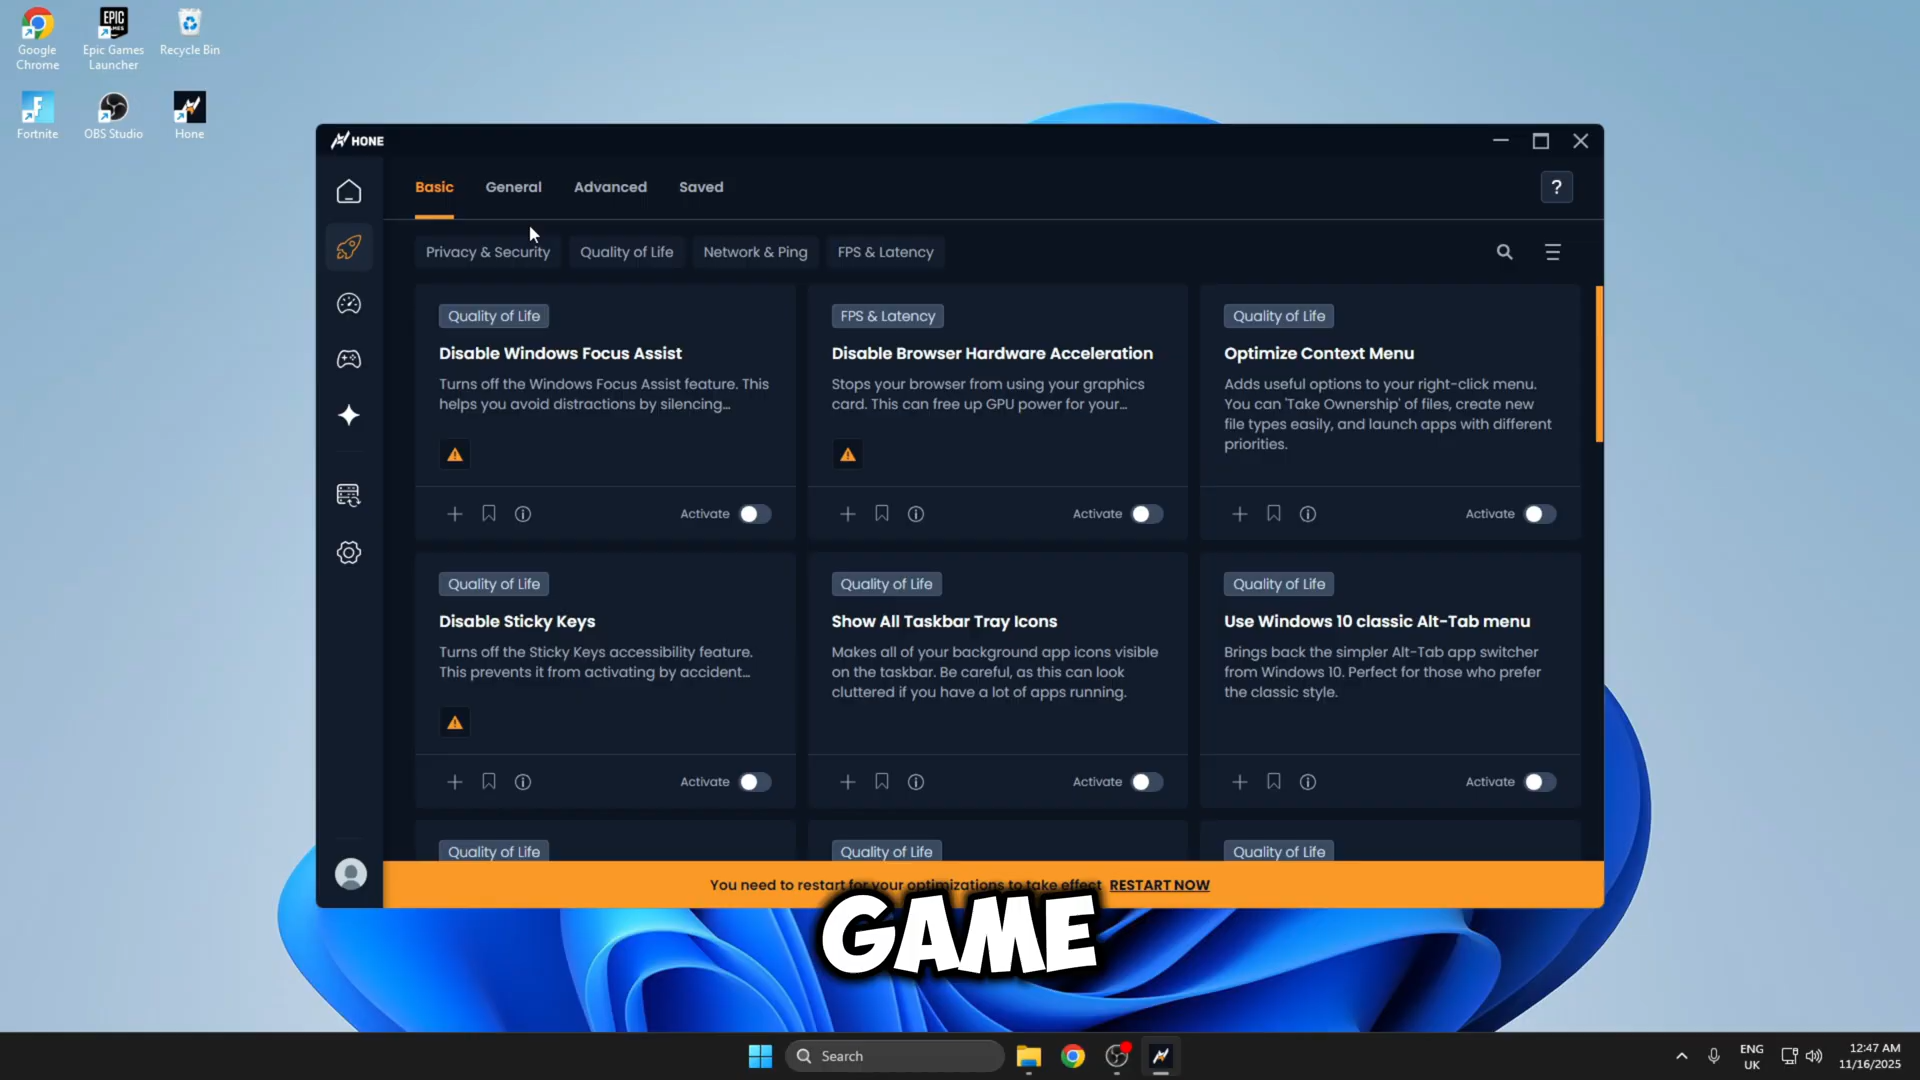 Google
Chrome
Epic Games
Launcher
Recycle Bin
Fortnite
OBS Studio
Hone
EPIC
GAMES
HONE
Basic
General
Advanced
Saved
?
Privacy & Security
Quality of Life
Network & Ping
FPS & Latency
Quality of Life
Disable Windows Focus Assist
Turns off the Windows Focus Assist feature. This
helps you avoid distractions by silencing...
Activate
FPS & Latency
Disable Browser Hardware Acceleration
Stops your browser from using your graphics
card. This can free up GPU power for your...
Activate
Quality of Life
Optimize Context Menu
Adds useful options to your right-click menu.
You can 'Take Ownership' of files, create new
file types easily, and launch apps with different
priorities.
Activate
Quality of Life
Disable Sticky Keys
Turns off the Sticky Keys accessibility feature.
This prevents it from activating by accident...
Activate
Quality of Life
Show All Taskbar Tray Icons
Makes all of your background app icons visible
on the taskbar. Be careful, as this can look
cluttered if you have a lot of apps running.
Activate
Quality of Life
Use Windows 10 classic Alt-Tab menu
Brings back the simpler Alt-Tab app switcher
from Windows 10. Perfect for those who prefer
the classic style.
Activate
Quality of Life
Quality of Life
Quality of Life
You need to restart for your optimizations to take effect RESTART NOW
GAME
Search
ENG
UK
12:47 AM
11/16/2025